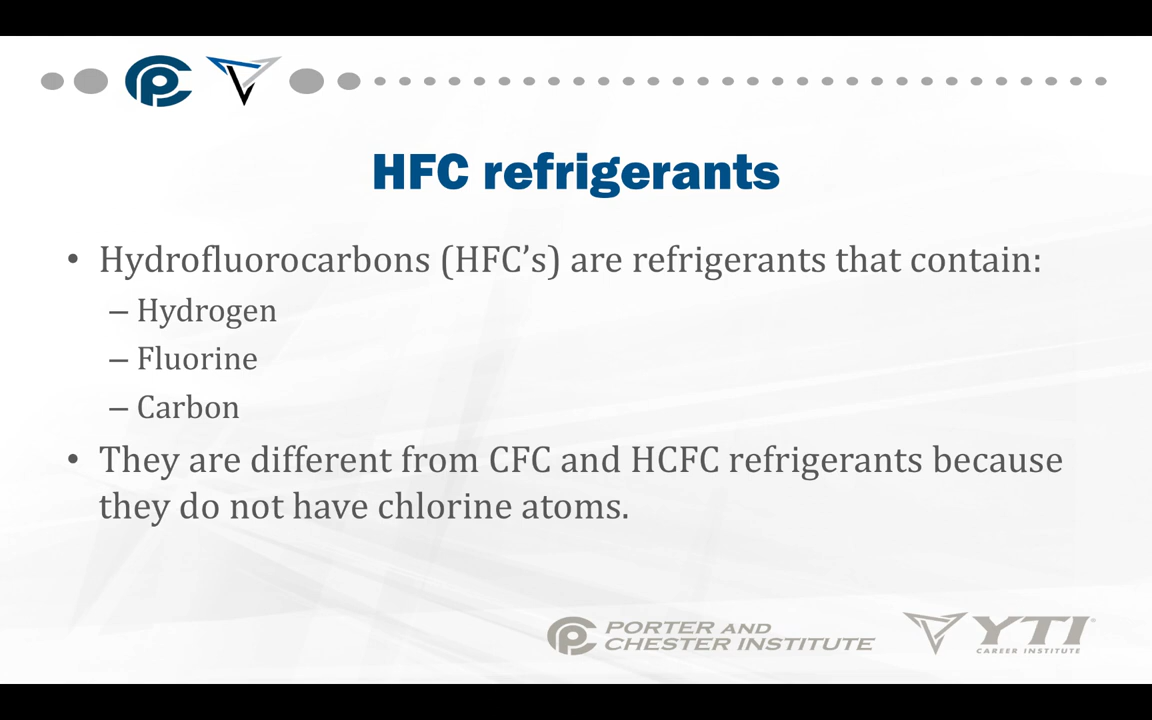 HFC refrigerants
• Hydrofluorocarbons (HFC’s) are refrigerants that contain:
– Hydrogen
– Fluorine
– Carbon
• They are different from CFC and HCFC refrigerants because
they do not have chlorine atoms.
PORTER AND
CHESTER INSTITUTE
YTI
CAREER INSTITUTE